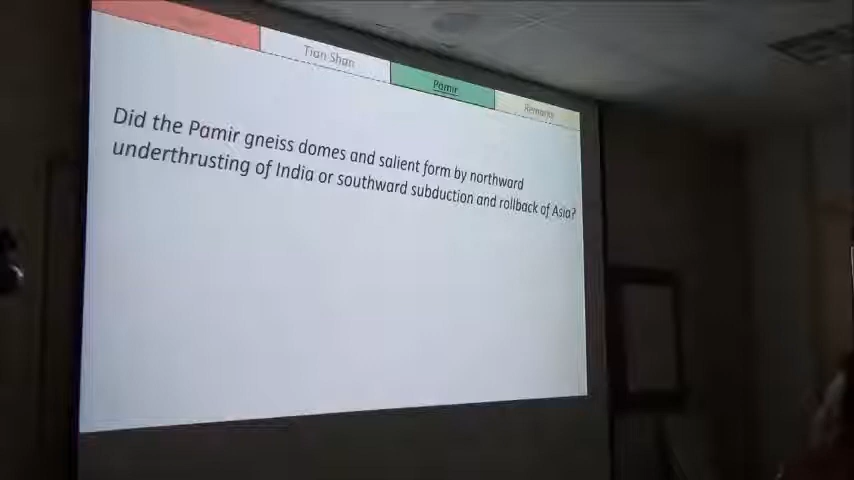 Tian Shan
Pamir
Remarks
Did the Pamir gneiss domes and salient form by northward
underthrusting of India or southward subduction and rollback of Asia?